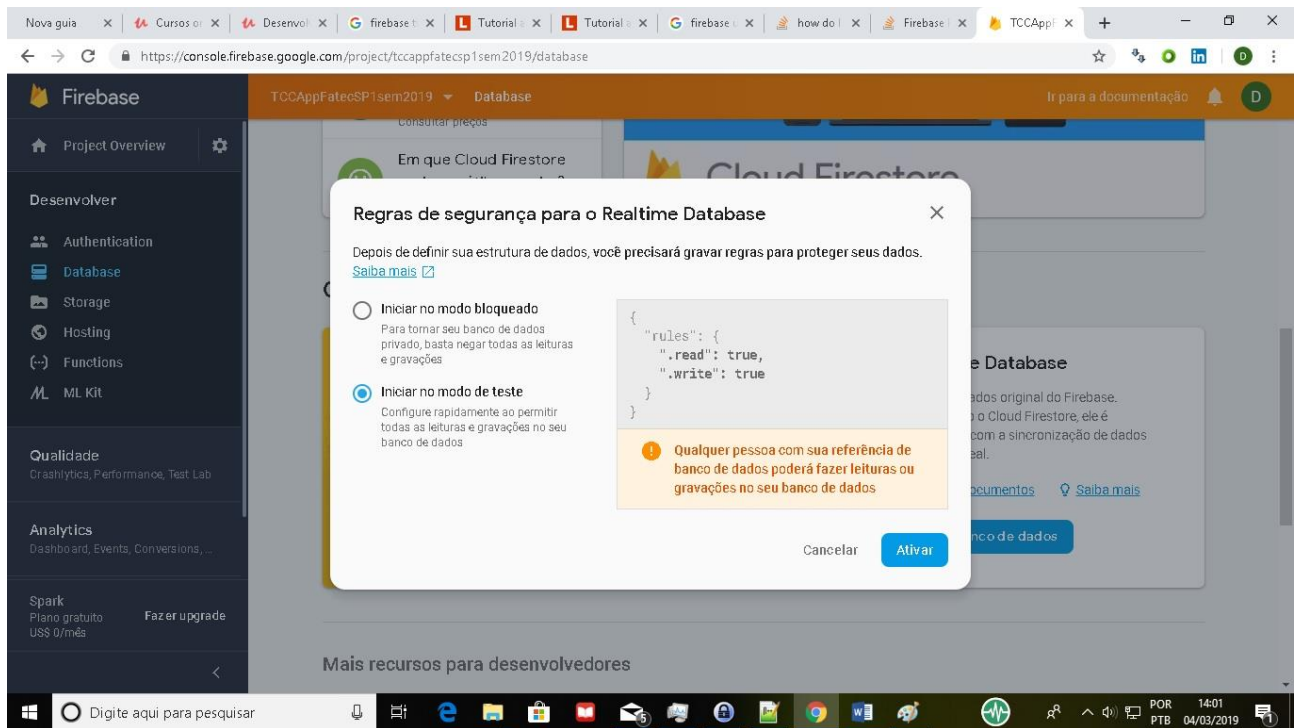 Nova guia
Cursos or
Desenvol
firebase t
Tutorial
Tutorial
firebase
how do I
Firebase
TCCAppF
https://console.firebase.google.com/project/tccappfatecsp1sem2019/database
Firebase
TCCAppFatecSP1sem2019
Database
Ir para a documentação
D
Project Overview
Desenvolver
Authentication
Database
Storage
Hosting
Functions
ML Kit
Qualidade
Crashlytics, Performance, Test Lab
Analytics
Dashboard, Events, Conversions, ...
Spark
Plano gratuito
US$ 0/mês
Fazer upgrade
Consultar preços
Em que Cloud Firestore
Cloud Firestore
Regras de segurança para o Realtime Database
Depois de definir sua estrutura de dados, você precisará gravar regras para proteger seus dados.
Saiba mais
Iniciar no modo bloqueado
Para tornar seu banco de dados
privado, basta negar todas as leituras
e gravações
Iniciar no modo de teste
Configure rapidamente ao permitir
todas as leituras e gravações no seu
banco de dados
{
"rules": {
".read": true,
".write": true
}
}
Qualquer pessoa com sua referência de
banco de dados poderá fazer leituras ou
gravações no seu banco de dados
Cancelar
Ativar
e Database
ados original do Firebase.
o Cloud Firestore, ele é
com a sincronização de dados
eal.
ocumentos
Saiba mais
nco de dados
Mais recursos para desenvolvedores
Digite aqui para pesquisar
POR
PTB
14:01
04/03/2019